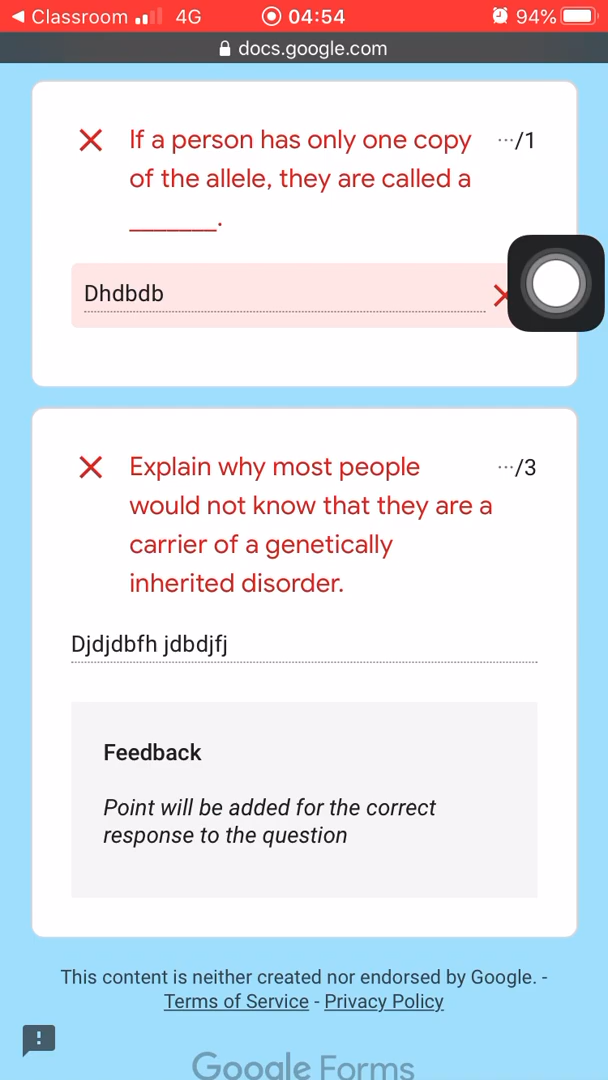 Classroom 4G 04:54 94%
docs.google.com
If a person has only one copy ···/1
of the allele, they are called a
_______.
Dhdbdb
Explain why most people ···/3
would not know that they are a
carrier of a genetically
inherited disorder.
Djdjdbfh jdbdjfj
Feedback
Point will be added for the correct
response to the question
This content is neither created nor endorsed by Google. -
Terms of Service - Privacy Policy
Google Forms